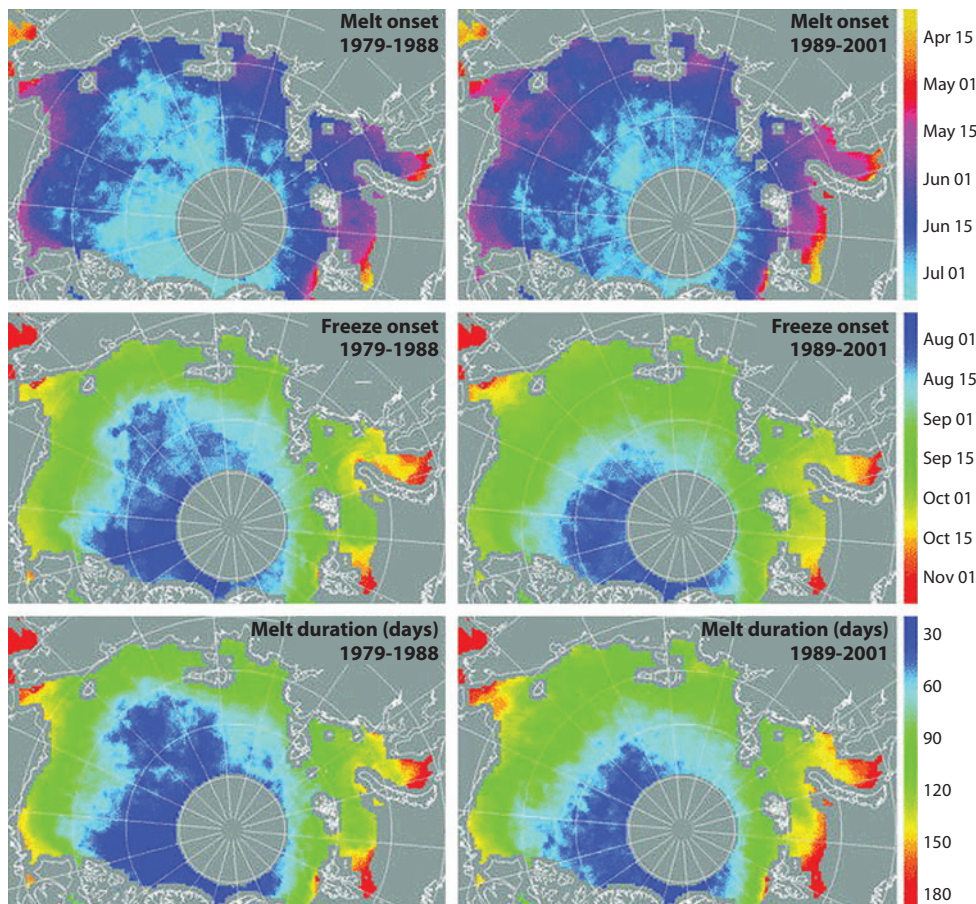 Melt onset
1979-1988
Melt onset
1989-2001
Apr 15
May 01
May 15
Jun 01
Jun 15
Jul 01
Freeze onset
1979-1988
Freeze onset
1989-2001
Aug 01
Aug 15
Sep 01
Sep 15
Oct 01
Oct 15
Nov 01
Melt duration (days)
1979-1988
Melt duration (days)
1989-2001
30
60
90
120
150
180